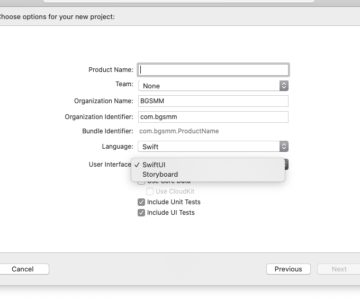 Choose options for your new project:
Product Name:
Team: None
Organization Name: BGSMM
Organization Identifier: com.bgsmm
Bundle Identifier: com.bgsmm.ProductName
Language: Swift
User Interface: ✓ SwiftUI
Storyboard
Use Core Data
Use CloudKit
Include Unit Tests
Include UI Tests
Cancel Previous Next